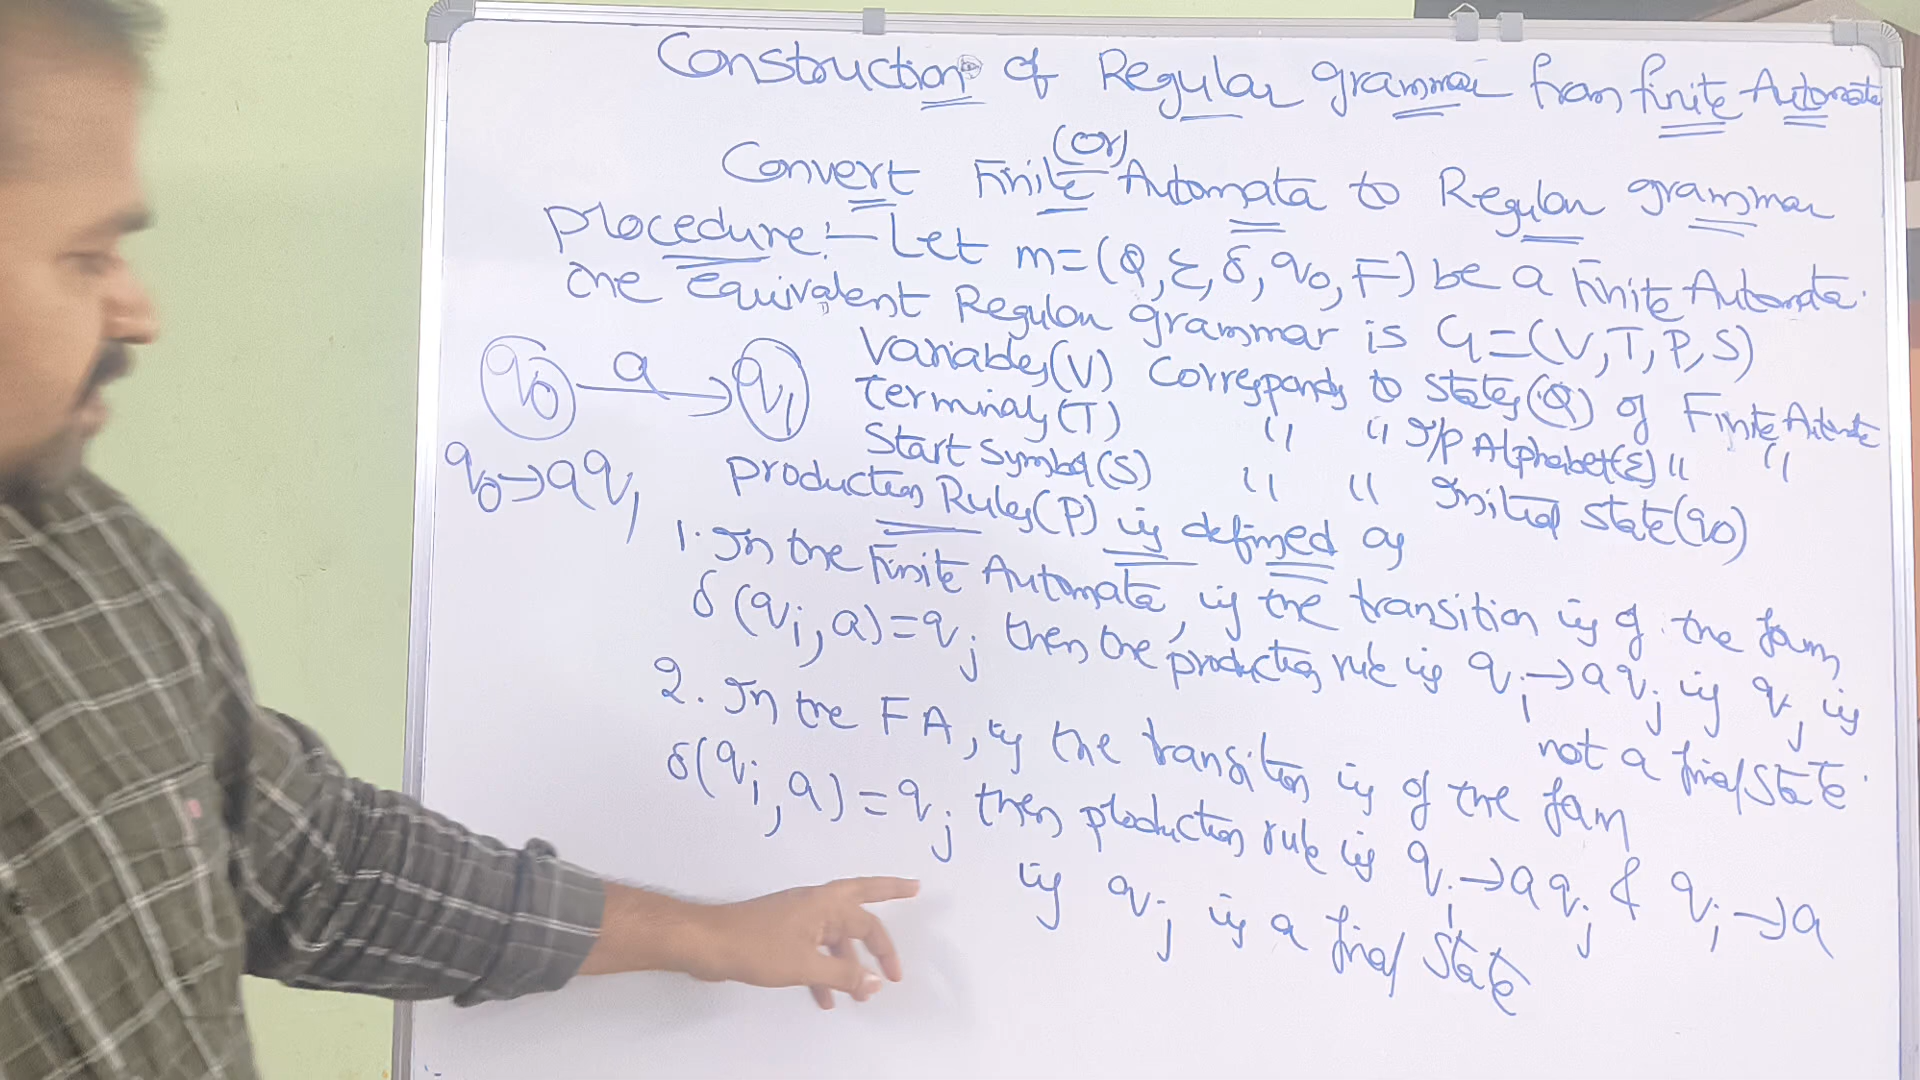 Construction of Regular grammar from finite Automata
(or)
Convert Finite Automata to Regular grammar
Procedure:- Let m=(Q,Σ,δ,q0,F) be a Finite Automata.
The equivalent Regular grammar is G=(V,T,P,S)
Variables(V) Corresponds to States(Q) of Finite Automata
terminals(T) " " I/p Alphabet(Σ) " "
Start Symbol(S) " " Initial State(q0)
q0 a q1
q0→aq1
Production Rules(P) is defined as
1. In the Finite Automata, if the transition is of the form
δ(qi,a)=qj then the production rule is qi→aqj if qj is
not a final state.
2. In the FA, if the transition is of the form
δ(qi,a)=qj then production rule is qi→aqj & qi→a
if qj is a final state